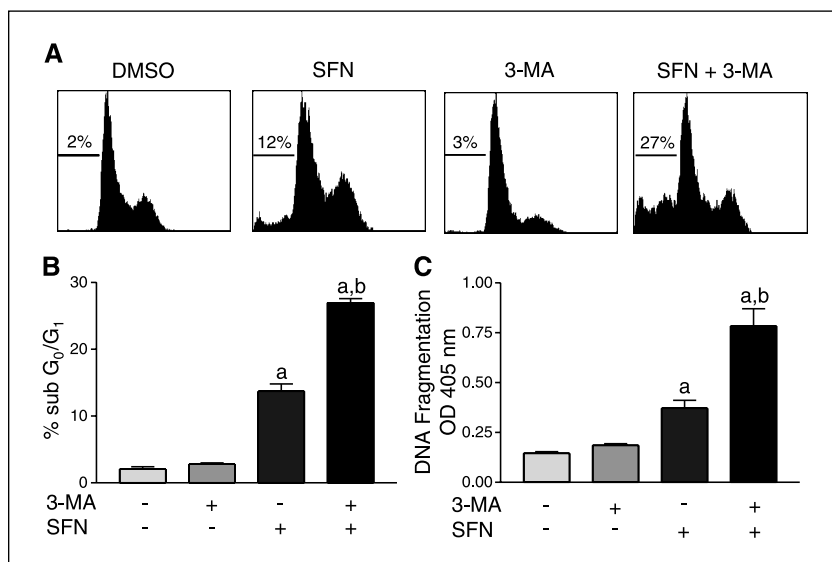 A
DMSO SFN 3-MA SFN + 3-MA
2% 12% 3% 27%
B
% sub G0/G1
30
20
10
0
a
a,b
3-MA - + - +
SFN - - + +
C
DNA Fragmentation
OD 405 nm
1.00
0.75
0.50
0.25
0.00
a
a,b
3-MA - + - +
SFN - - + +